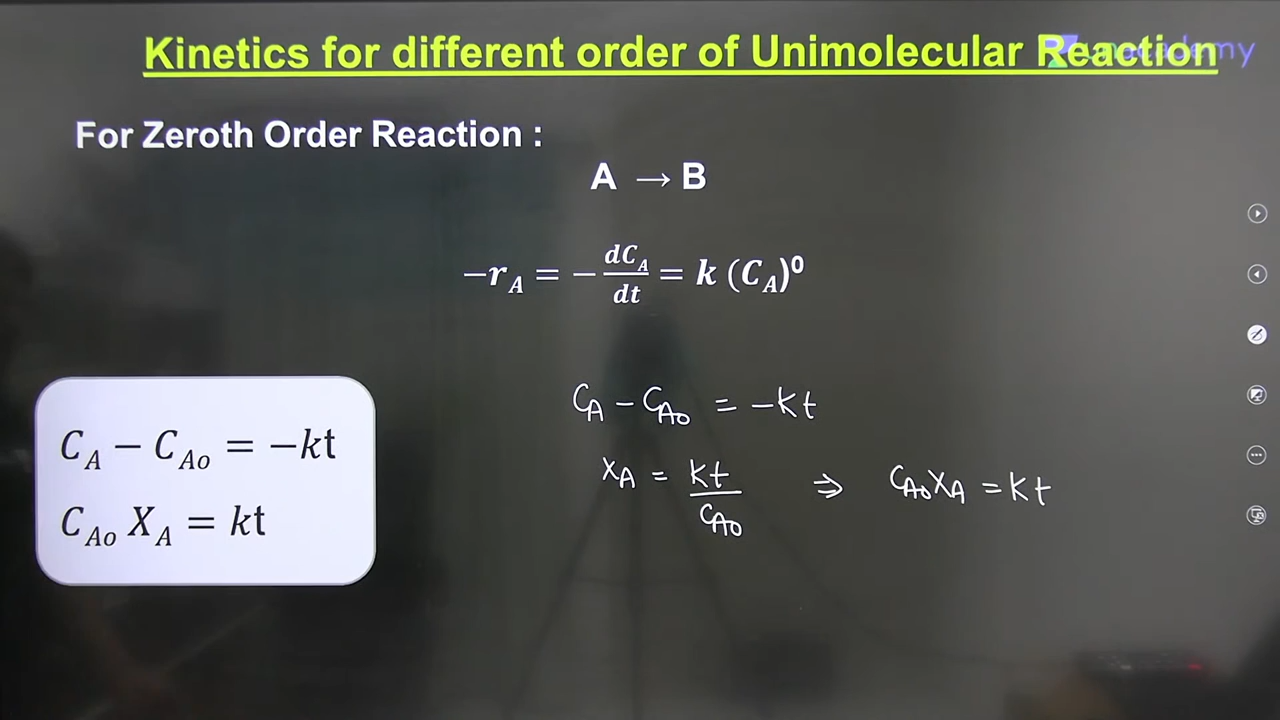 Kinetics for different order of Unimolecular Reaction
unacademy
For Zeroth Order Reaction :
A → B
−r_A = − dC_A/dt = k (C_A)^0
C_A − C_Ao = −kt
C_Ao X_A = kt
C_A − C_Ao = −kt
X_A = kt/C_Ao ⇒ C_Ao X_A = kt